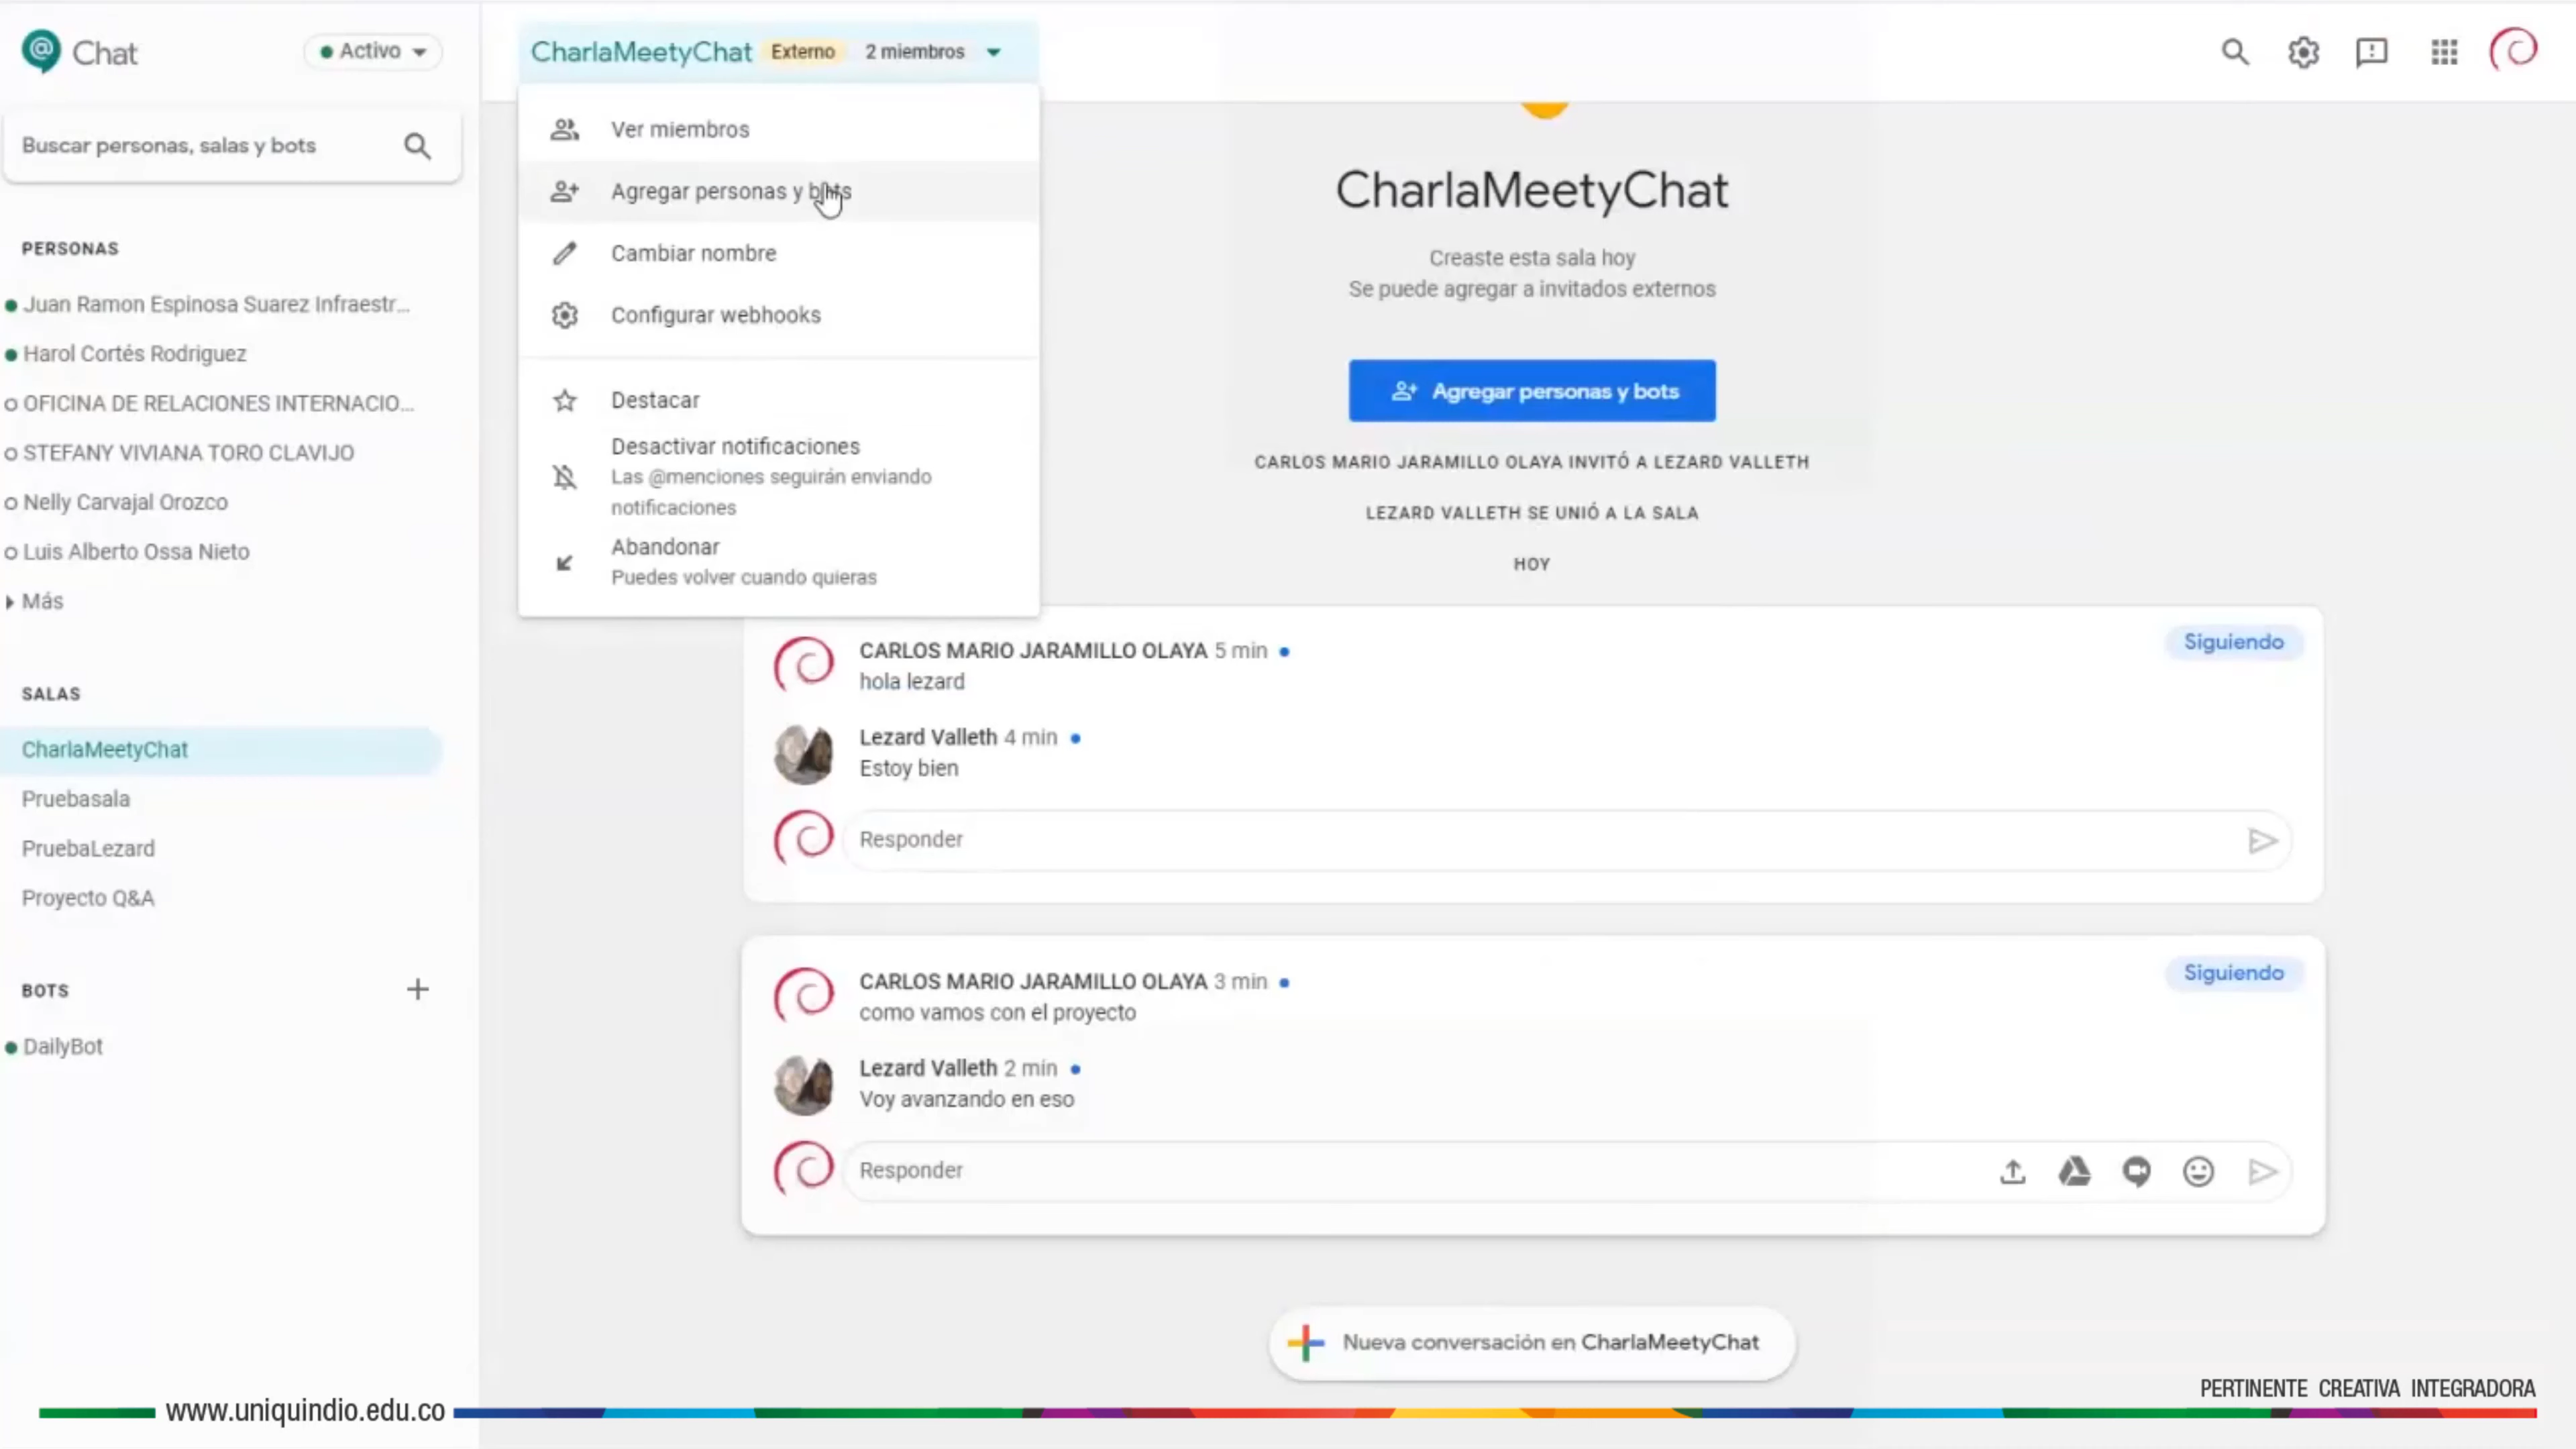 Chat
Activo
Buscar personas, salas y bots
PERSONAS
Juan Ramon Espinosa Suarez Infraestr...
Harol Cortés Rodriguez
OFICINA DE RELACIONES INTERNACIO...
STEFANY VIVIANA TORO CLAVIJO
Nelly Carvajal Orozco
Luis Alberto Ossa Nieto
Más
SALAS
CharlaMeetyChat
Pruebasala
PruebaLezard
Proyecto Q&A
BOTS
DailyBot
CharlaMeetyChat Externo 2 miembros
Ver miembros
Agregar personas y bots
Cambiar nombre
Configurar webhooks
Destacar
Desactivar notificaciones
Las @menciones seguirán enviando
notificaciones
Abandonar
Puedes volver cuando quieras
CharlaMeetyChat
Creaste esta sala hoy
Se puede agregar a invitados externos
Agregar personas y bots
CARLOS MARIO JARAMILLO OLAYA INVITÓ A LEZARD VALLETH
LEZARD VALLETH SE UNIÓ A LA SALA
HOY
CARLOS MARIO JARAMILLO OLAYA 5 min
Siguiendo
hola lezard
Lezard Valleth 4 min
Estoy bien
Responder
CARLOS MARIO JARAMILLO OLAYA 3 min
Siguiendo
como vamos con el proyecto
Lezard Valleth 2 min
Voy avanzando en eso
Responder
Nueva conversación en CharlaMeetyChat
PERTINENTE CREATIVA INTEGRADORA
www.uniquindio.edu.co